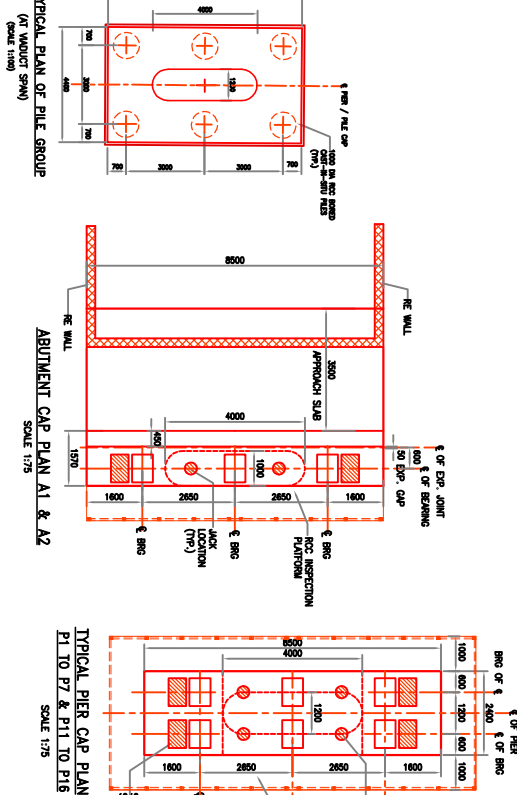 4000
700
3000
4400
700
1200
700
3000
3000
700
℄ PIER / PILE CAP
1000 DIA RCC BORED
CAST-IN-SITU PILES
(TYP.)
TYPICAL PLAN OF PILE GROUP
(AT VIADUCT SPAN)
(SCALE 1:100)
RE WALL
8500
RE WALL
3500
APPROACH SLAB
4000
450
1000
1570
1600
2650
2650
1600
℄ OF EXP. JOINT
℄ OF BEARING
600
50 EXP. GAP
RCC INSPECTION
PLATFORM
℄ BRG
℄ BRG
℄ BRG
JACK
LOCATION
(TYP.)
ABUTMENT CAP PLAN A1 & A2
SCALE 1:75
8500
4000
1000
600
1200
2400
600
1000
1200
1600
2650
2650
1600
BRG OF ℄
℄ OF PIER
℄ OF BRG
TYPICAL PIER CAP PLAN
P1 TO P7 & P11 TO P16
SCALE 1:75